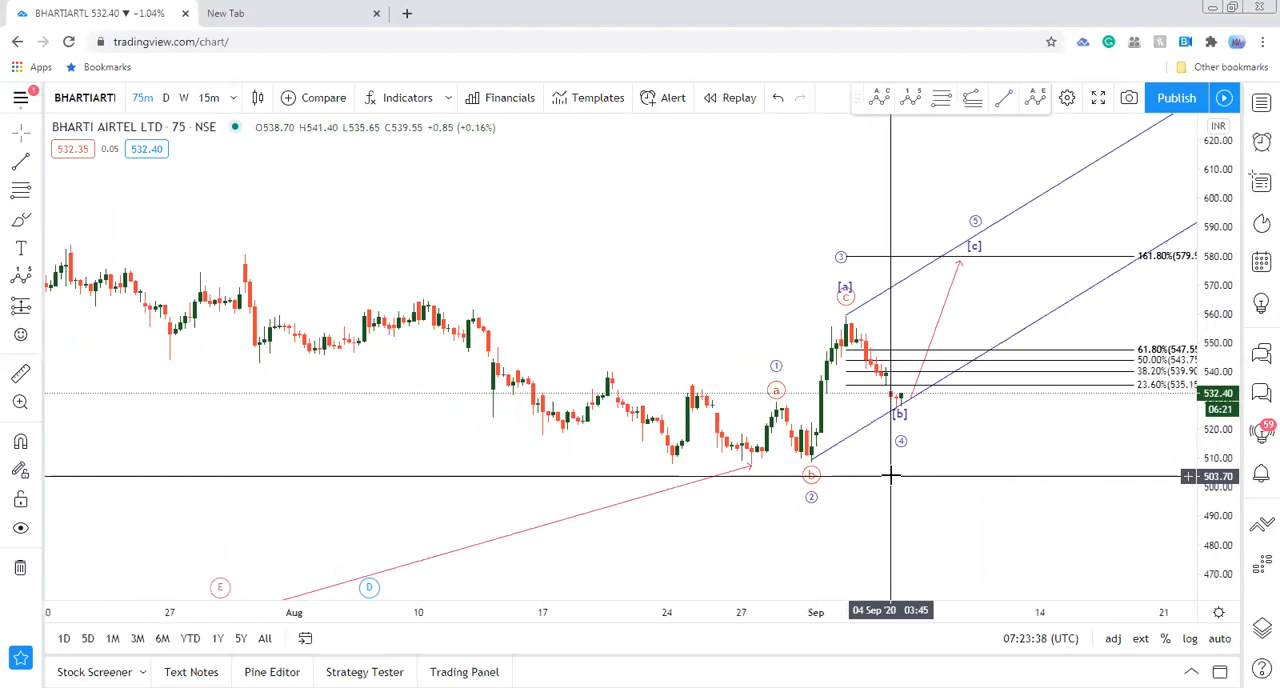 BHARTIARTL 532.40 ▼ −1.04%
New Tab
tradingview.com/chart/
Apps
Bookmarks
Other bookmarks
1
BHARTIARTI
75m
D
W
15m
Compare
Indicators
Financials
Templates
Alert
Replay
A C
1 5
A E
Publish
BHARTI AIRTEL LTD · 75 · NSE
O538.70 H541.40 L535.65 C539.55 +0.85 (+0.16%)
532.35
0.05
532.40
INR
620.00
610.00
600.00
590.00
580.00
570.00
560.00
550.00
540.00
532.40
06:21
520.00
510.00
503.70
500.00
490.00
480.00
470.00
5
[c]
3
161.80%(579.9
[a]
c
61.80%(547.55
50.00%(543.75
38.20%(539.90
23.60%(535.15
1
a
[b]
4
b
2
E
D
59
27
Aug
10
17
24
27
Sep
04 Sep '20 03:45
14
21
1D
5D
1M
3M
6M
YTD
1Y
5Y
All
07:23:38 (UTC)
adj
ext
%
log
auto
Stock Screener
Text Notes
Pine Editor
Strategy Tester
Trading Panel